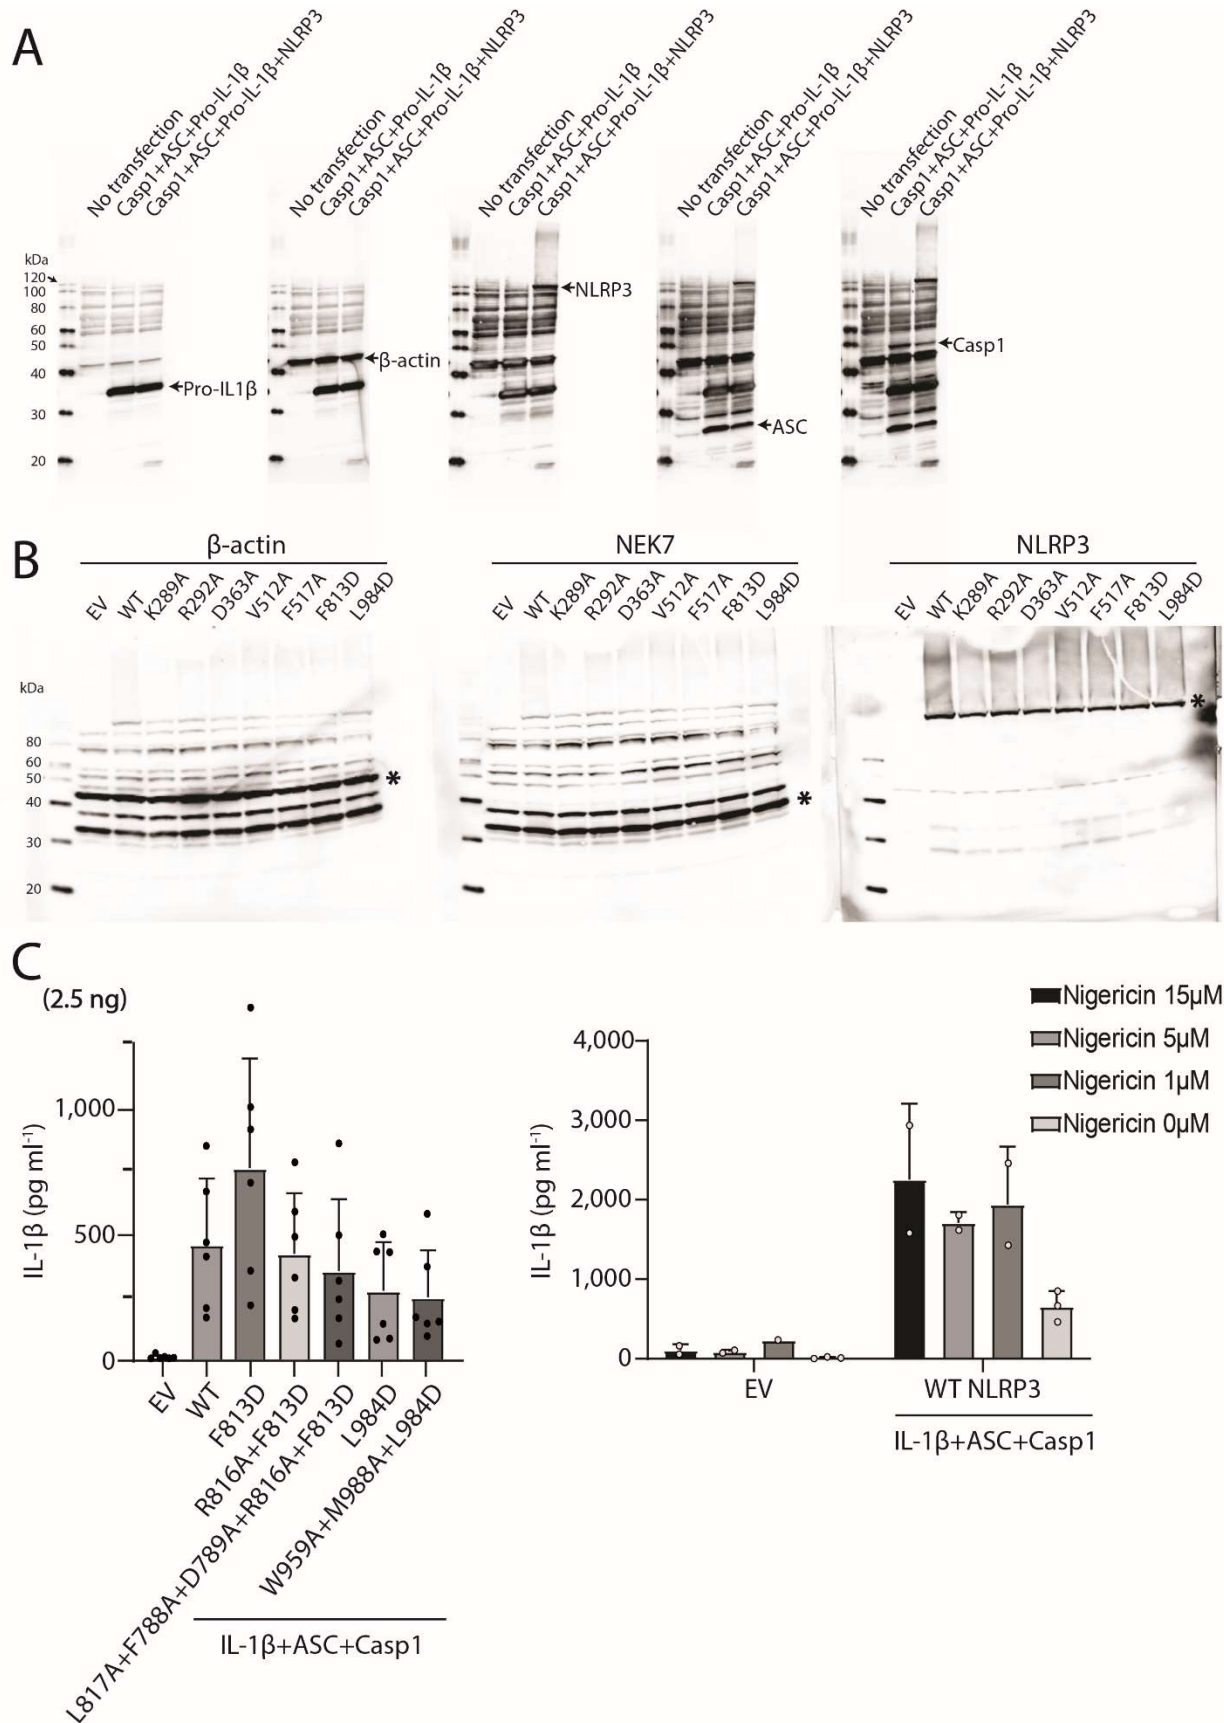 A
No transfection
Casp1+ASC+Pro-IL-1β
Casp1+ASC+Pro-IL-1β+NLRP3
No transfection
Casp1+ASC+Pro-IL-1β
Casp1+ASC+Pro-IL-1β+NLRP3
No transfection
Casp1+ASC+Pro-IL-1β
Casp1+ASC+Pro-IL-1β+NLRP3
No transfection
Casp1+ASC+Pro-IL-1β
Casp1+ASC+Pro-IL-1β+NLRP3
No transfection
Casp1+ASC+Pro-IL-1β
Casp1+ASC+Pro-IL-1β+NLRP3
kDa
120
100
80
60
50
40
30
20
Pro-IL1β
β-actin
NLRP3
ASC
Casp1
B
β-actin
NEK7
NLRP3
EV WT K289A R292A D363A V512A F517A F813D L984D
EV WT K289A R292A D363A V512A F517A F813D L984D
EV WT K289A R292A D363A V512A F517A F813D L984D
kDa
80
60
50
40
30
20
*
*
*
C
(2.5 ng)
IL-1β (pg ml⁻¹)
1,000
500
0
EV
WT
F813D
R816A+F813D
L817A+F788A+D789A+R816A+F813D
L984D
W959A+M988A+L984D
IL-1β+ASC+Casp1
IL-1β (pg ml⁻¹)
4,000
3,000
2,000
1,000
0
EV
WT NLRP3
IL-1β+ASC+Casp1
Nigericin 15μM
Nigericin 5μM
Nigericin 1μM
Nigericin 0μM